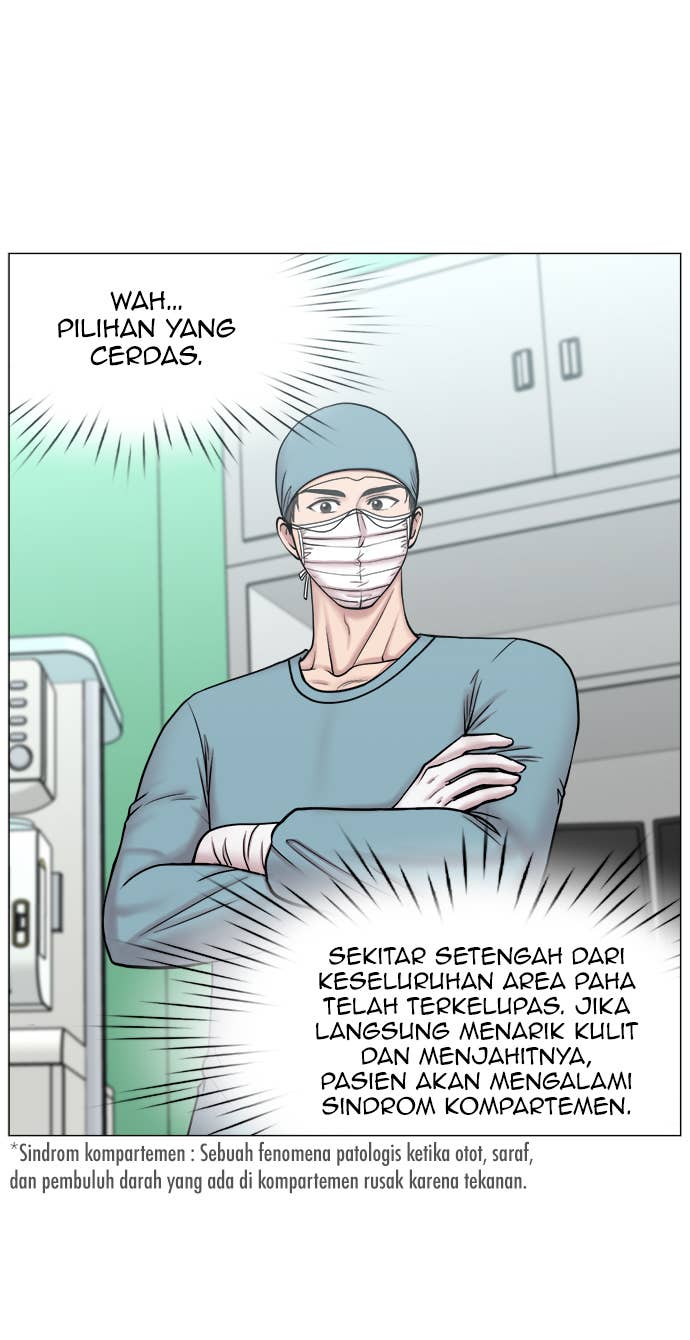 WAH...
PILIHAN YANG
CERDAS.
SEKITAR SETENGAH DARI
KESELURUHAN AREA PAHA
TELAH TERKELUPAS. JIKA
LANGSUNG MENARIK KULIT
DAN MENJAHITNYA,
PASIEN AKAN MENGALAMI
SINDROM KOMPARTEMEN.
*Sindrom kompartemen : Sebuah fenomena patologis ketika otot, saraf,
dan pembuluh darah yang ada di kompartemen rusak karena tekanan.